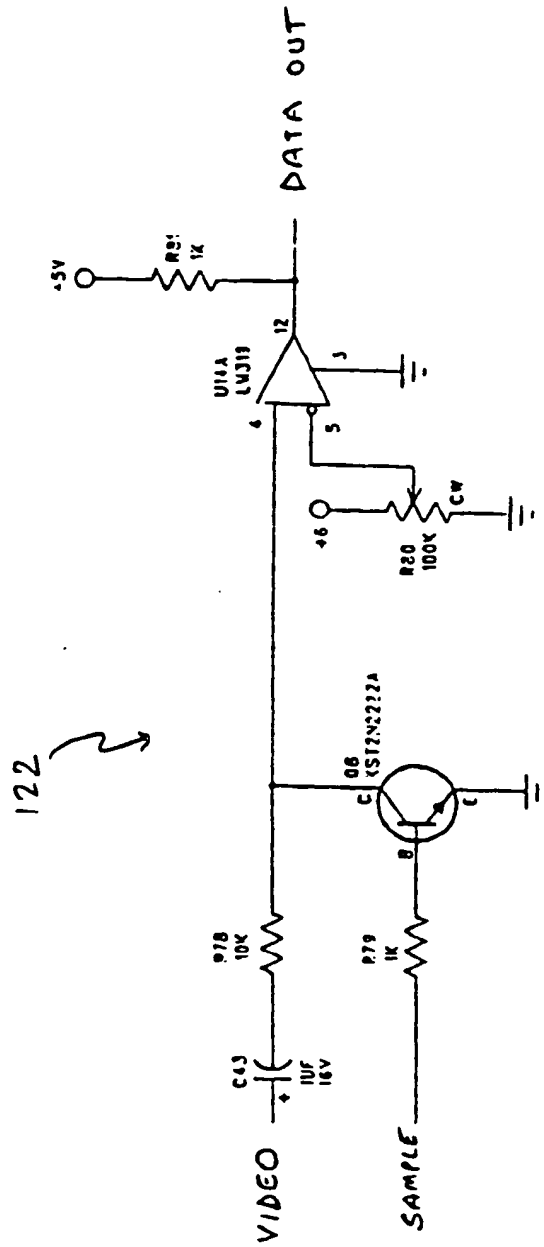 122
VIDEO
C43
+
1UF
16V
R78
10K
SAMPLE
R79
1K
Q6
XST2N2222A
B
C
E
+6
R80
100K
CW
4
5
U14A
LM319
12
3
+5V
R81
1K
DATA OUT